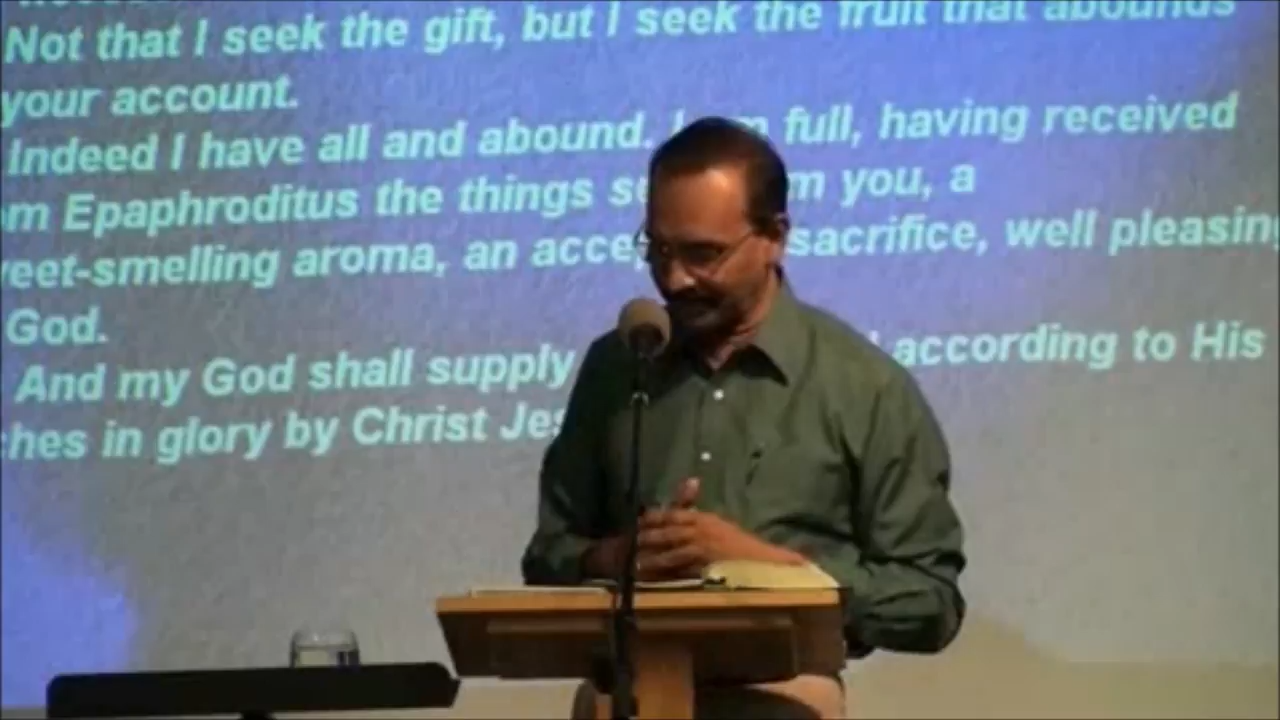 Not that I seek the gift, but I seek the fruit that abounds
your account.
Indeed I have all and abound. I full, having received
Epaphroditus the things you, a
sweet-smelling aroma, an sacrifice, well pleasing
God.
And my God shall supply according to His
in glory by Christ